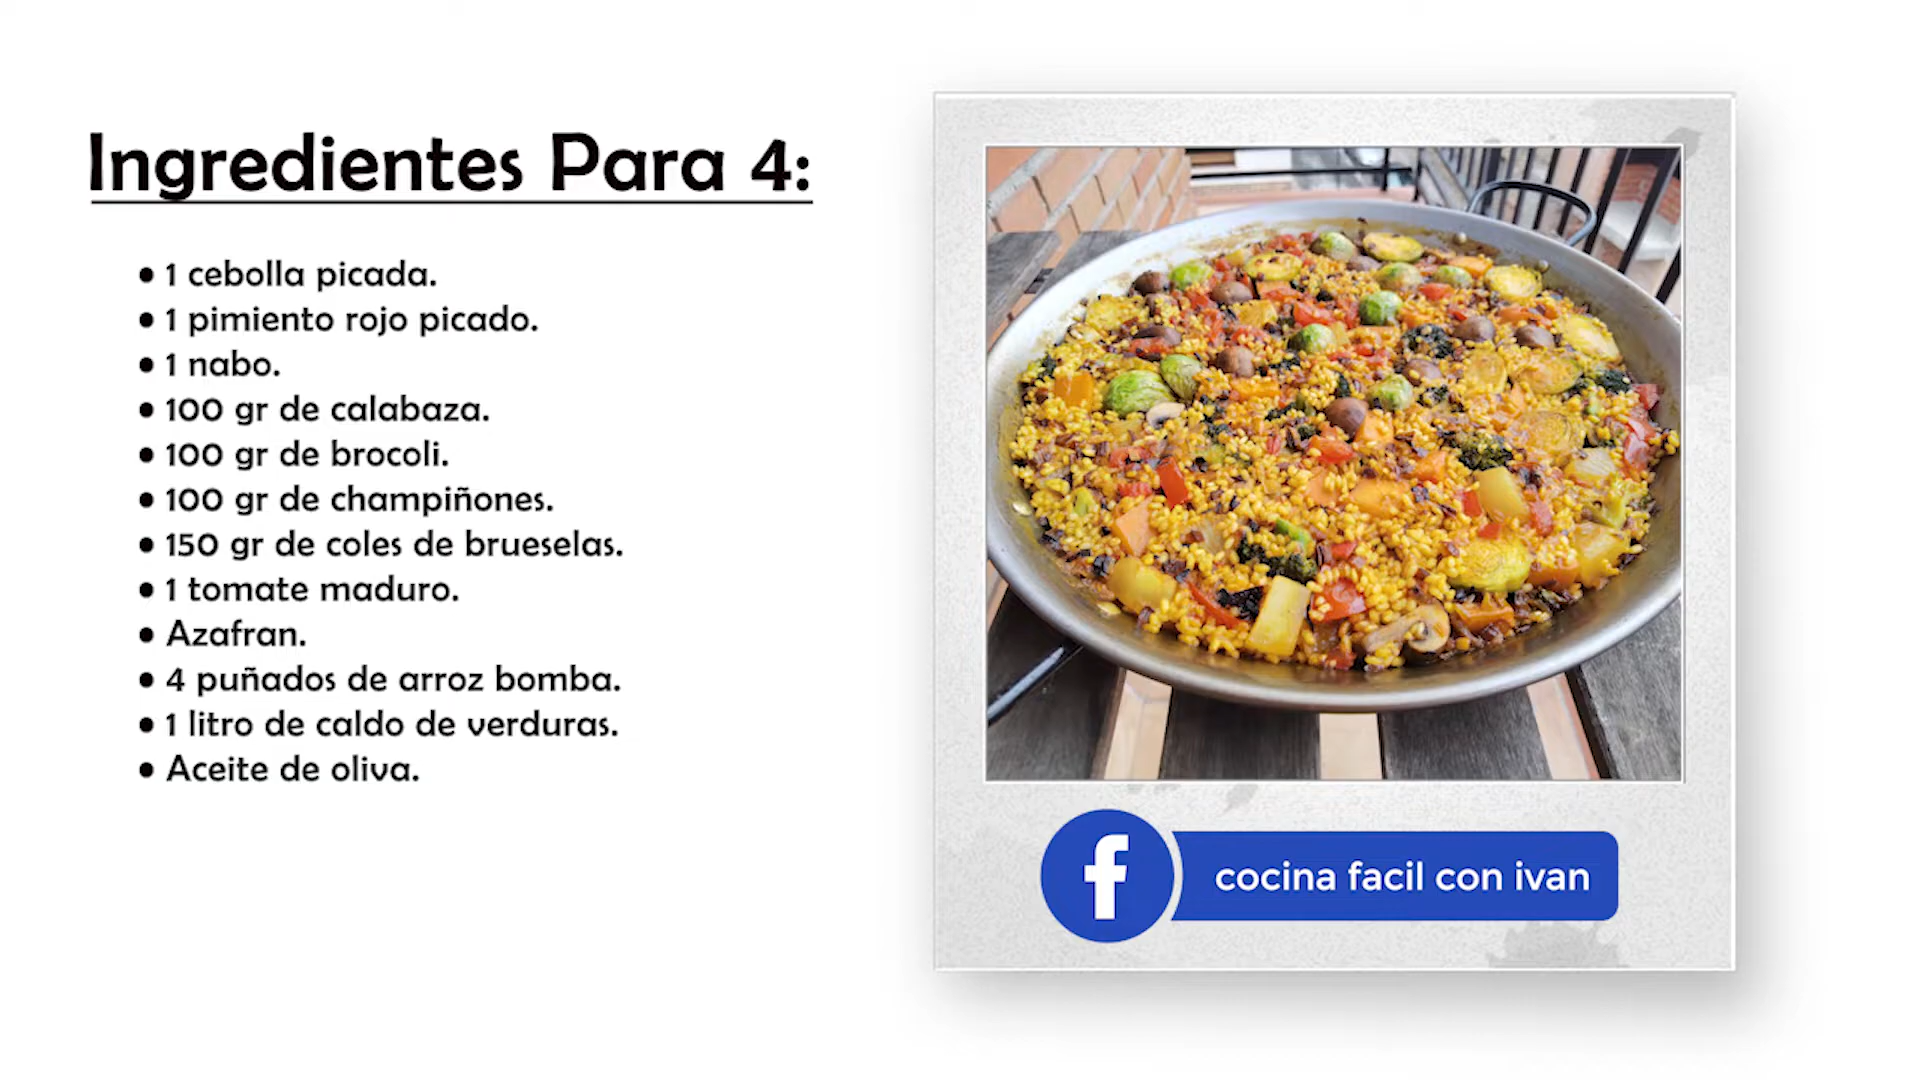 Ingredientes Para 4:
• 1 cebolla picada.
• 1 pimiento rojo picado.
• 1 nabo.
• 100 gr de calabaza.
• 100 gr de brocoli.
• 100 gr de champiñones.
• 150 gr de coles de brueselas.
• 1 tomate maduro.
• Azafran.
• 4 puñados de arroz bomba.
• 1 litro de caldo de verduras.
• Aceite de oliva.
f cocina facil con ivan